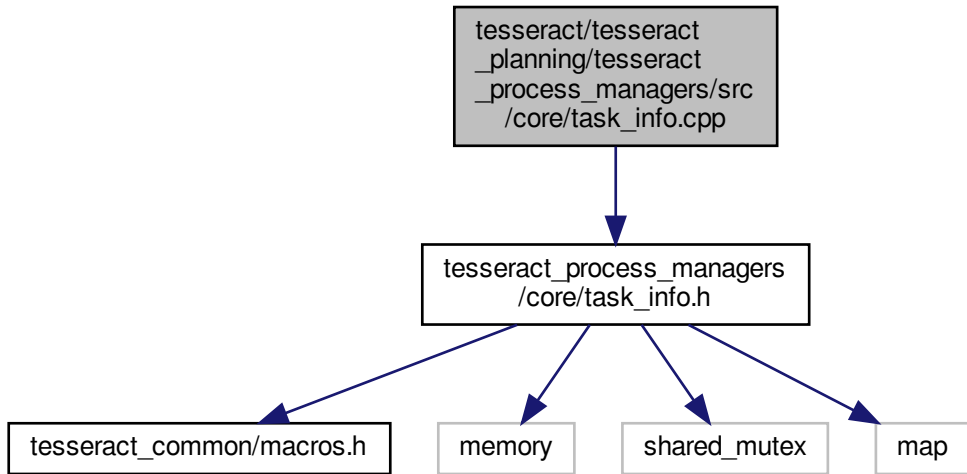 tesseract/tesseract
_planning/tesseract
_process_managers/src
/core/task_info.cpp
tesseract_process_managers
/core/task_info.h
tesseract_common/macros.h
memory
shared_mutex
map